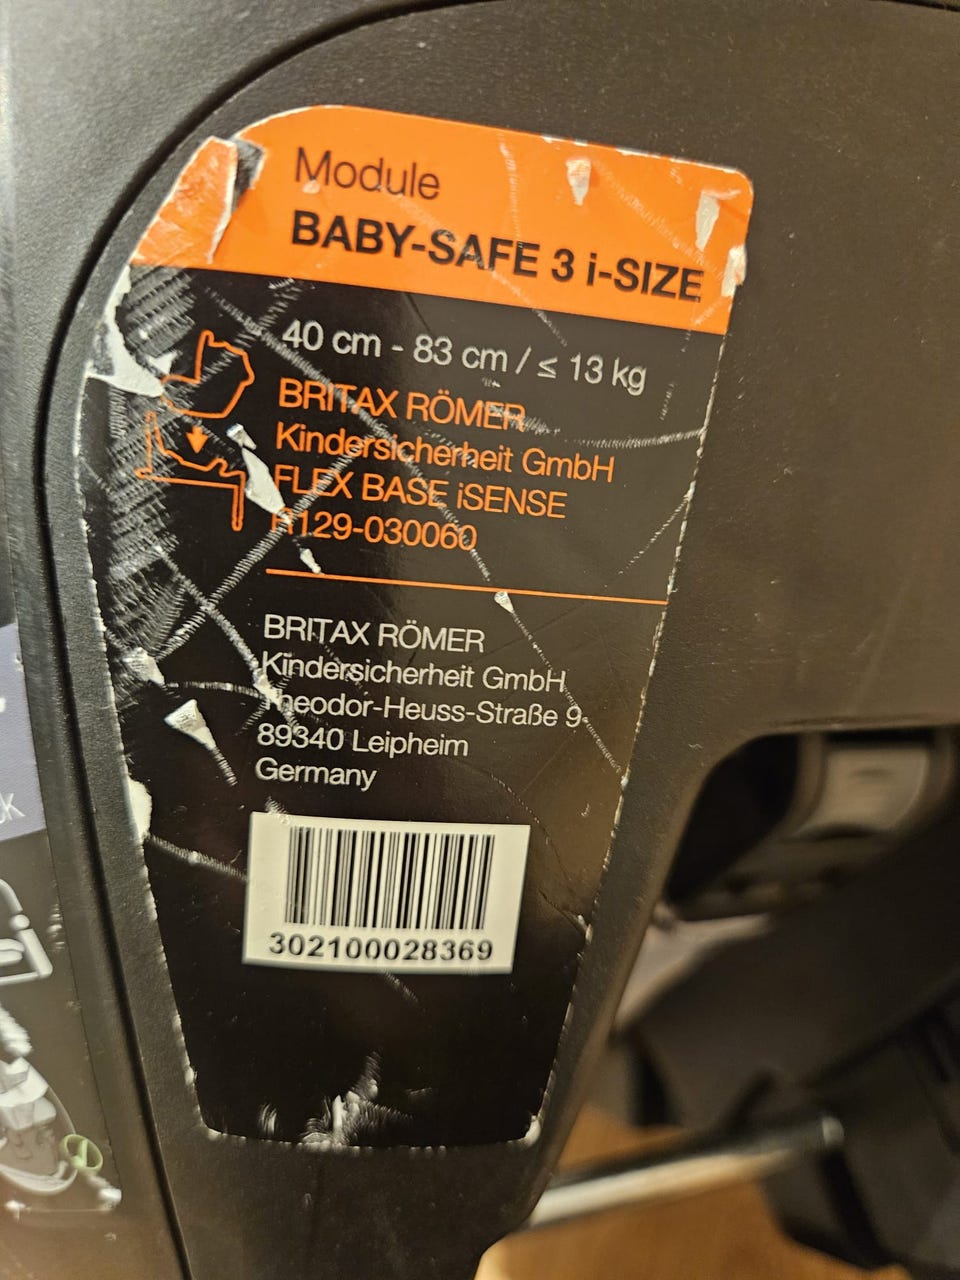 Module
BABY-SAFE 3 i-SIZE
40 cm - 83 cm / ≤ 13 kg
BRITAX RÖMER
Kindersicherheit GmbH
FLEX BASE iSENSE
R129-030060
BRITAX RÖMER
Kindersicherheit GmbH
Theodor-Heuss-Straße 9
89340 Leipheim
Germany
302100028369